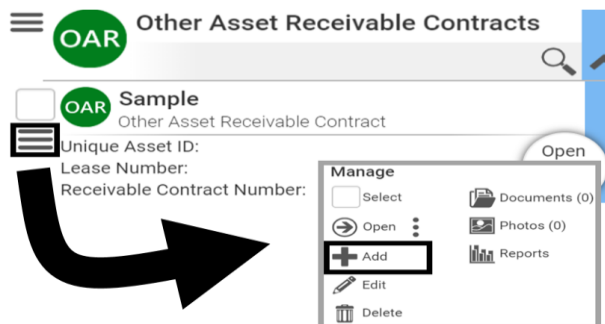 OAR Other Asset Receivable Contracts
OAR Sample
Other Asset Receivable Contract
Unique Asset ID:
Open
Lease Number:
Receivable Contract Number:
Manage
Select
Documents (0)
Open
Photos (0)
Add
Reports
Edit
Delete